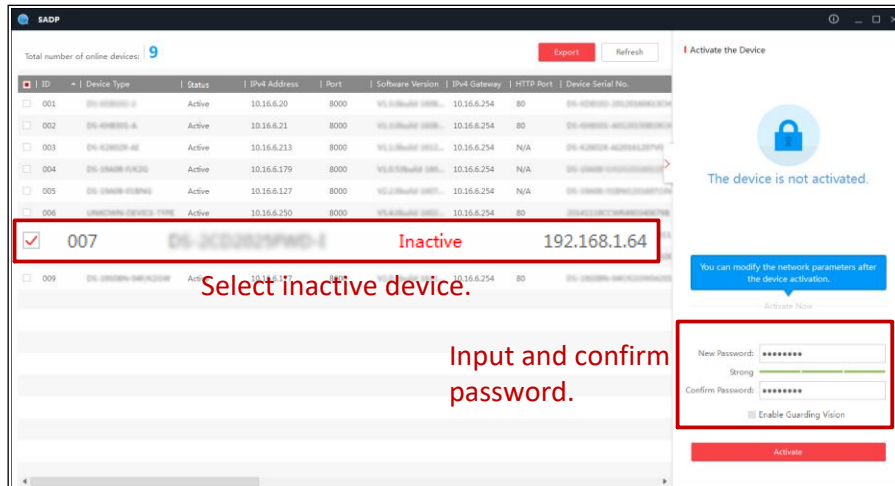 SADP
Total number of online devices: 9
Export
Refresh
ID
Device Type
Status
IPv4 Address
Port
Software Version
IPv4 Gateway
HTTP Port
Device Serial No.
001 Active 10.16.6.20 8000 10.16.6.254 80
002 Active 10.16.6.21 8000 10.16.6.254 80
003 Active 10.16.6.213 8000 10.16.6.254 N/A
004 Active 10.16.6.179 8000 10.16.6.254 N/A
005 Active 10.16.6.127 8000 10.16.6.254 N/A
006 UNKOWN-DEVICE-TYPE Active 10.16.6.250 8000 10.16.6.254 80
007 DS-2CD2025FWD-I Inactive 192.168.1.64
009 8000 10.16.6.254 80
Select inactive device.
Input and confirm
password.
Activate the Device
The device is not activated.
You can modify the network parameters after
the device activation.
Activate Now
New Password:
Strong
Confirm Password:
Enable Guarding Vision
Activate